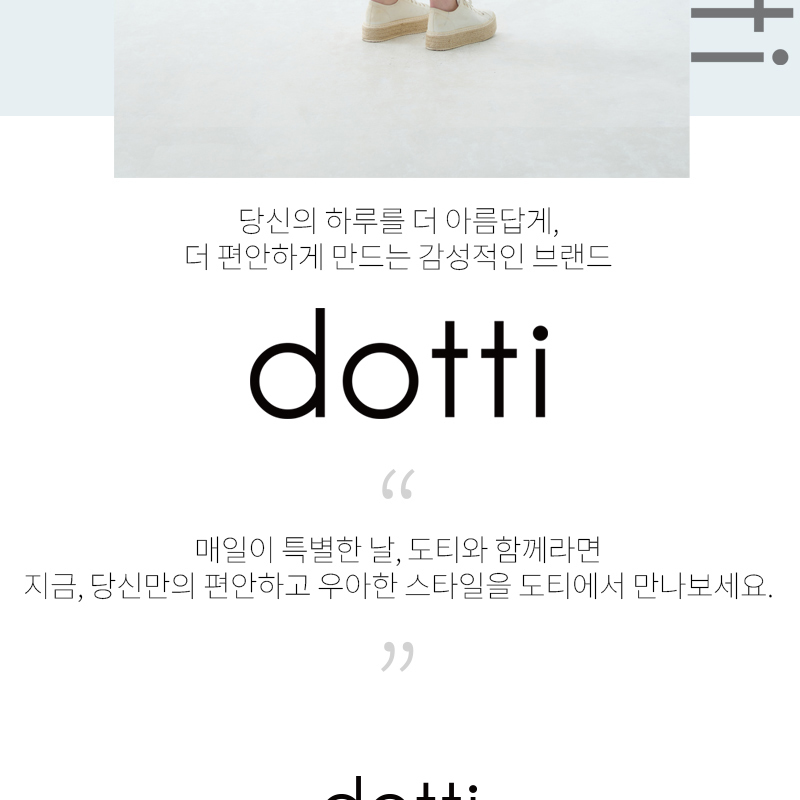 당신의 하루를 더 아름답게,
더 편안하게 만드는 감성적인 브랜드
dotti
“
매일이 특별한 날, 도티와 함께라면
지금, 당신만의 편안하고 우아한 스타일을 도티에서 만나보세요.
”
dotti